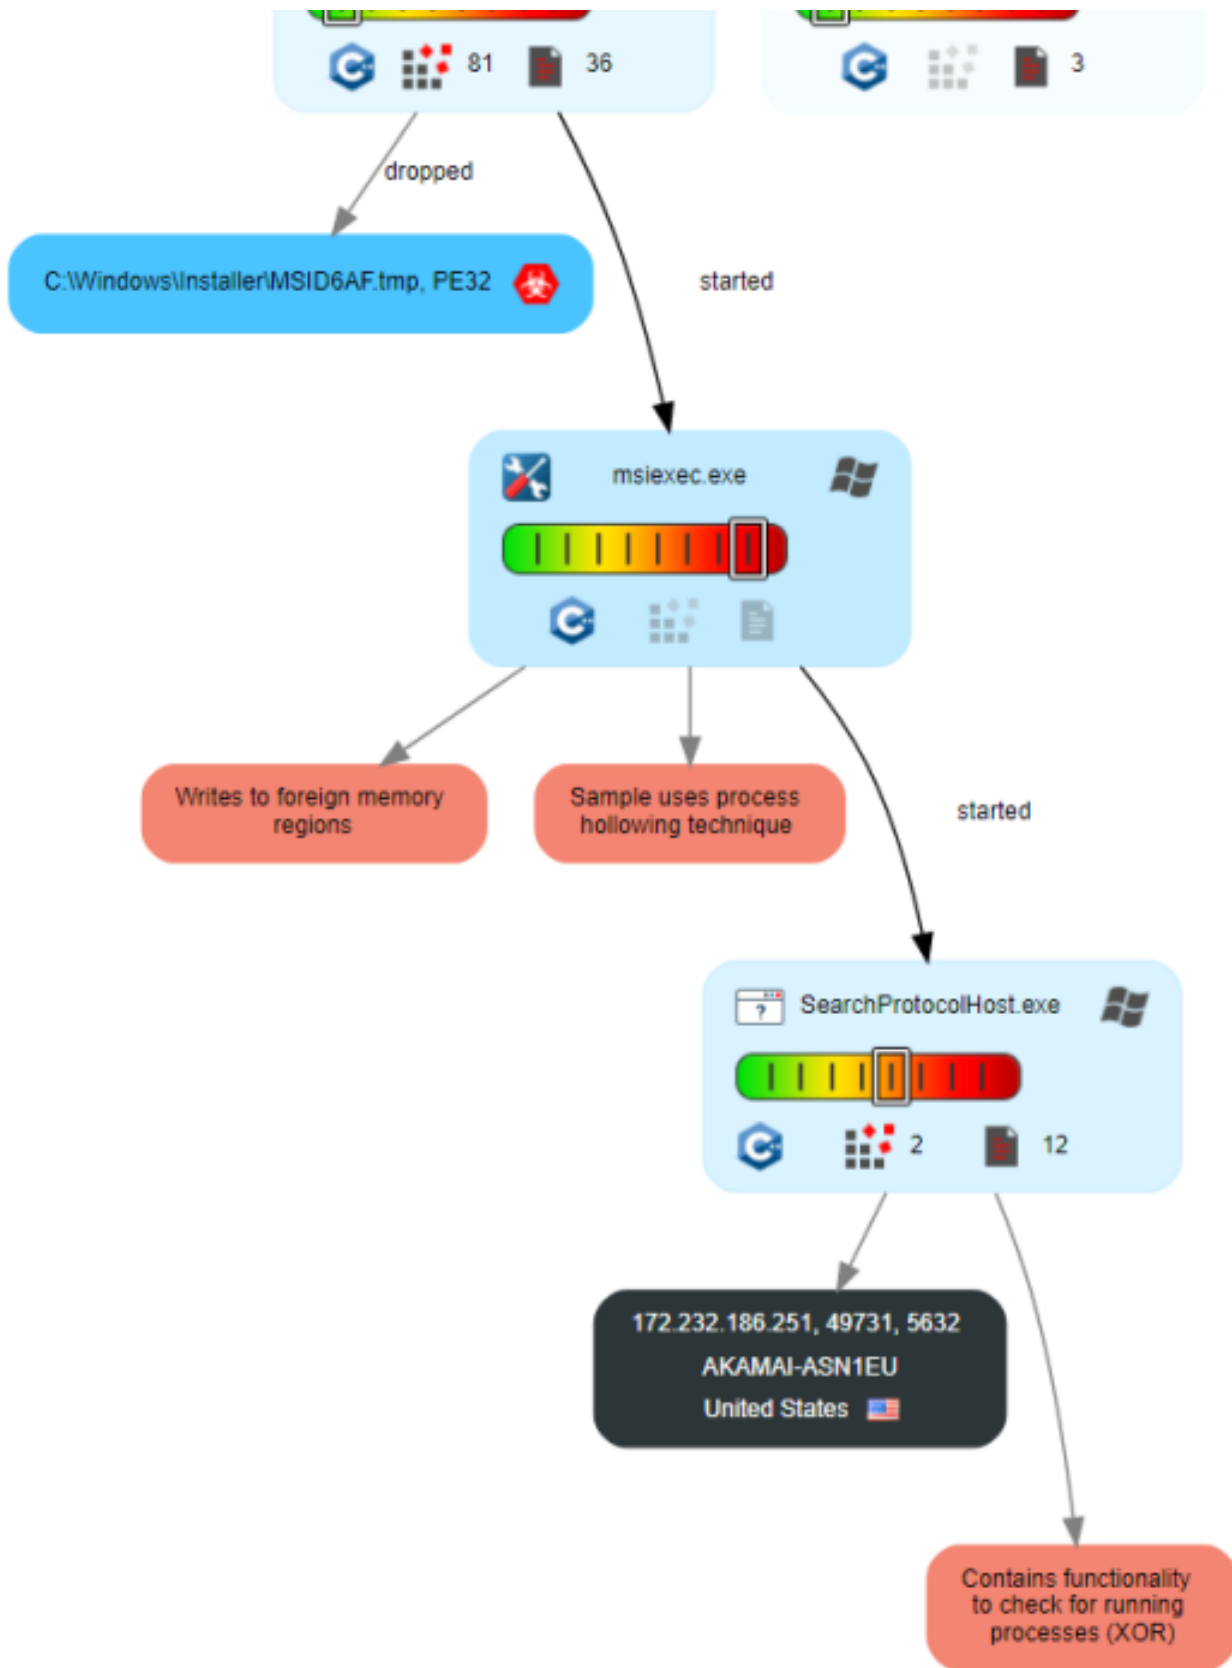 81
36
3
dropped
C:\Windows\Installer\MSID6AF.tmp, PE32
started
msiexec.exe
Writes to foreign memory
regions
Sample uses process
hollowing technique
started
?
SearchProtocolHost.exe
2
12
172.232.186.251, 49731, 5632
AKAMAI-ASN1EU
United States
Contains functionality
to check for running
processes (XOR)